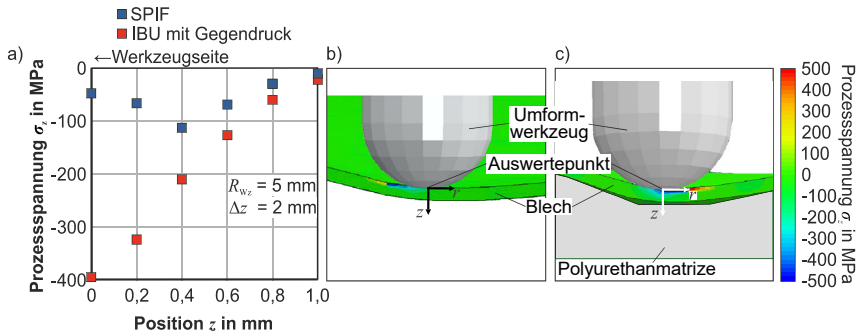 SPIF
IBU mit Gegendruck
a)
←Werkzeugseite
Prozessspannung σz in MPa
0
-100
-200
-300
-400
R_Wz = 5 mm
Δz = 2 mm
0
0,2
0,4
0,6
0,8
1,0
Position z in mm
b)
r
z
Umform-
werkzeug
Auswertepunkt
Blech
Polyurethanmatrize
c)
r
z
500
400
300
200
100
0
-100
-200
-300
-400
-500
Prozessspannung σz in MPa